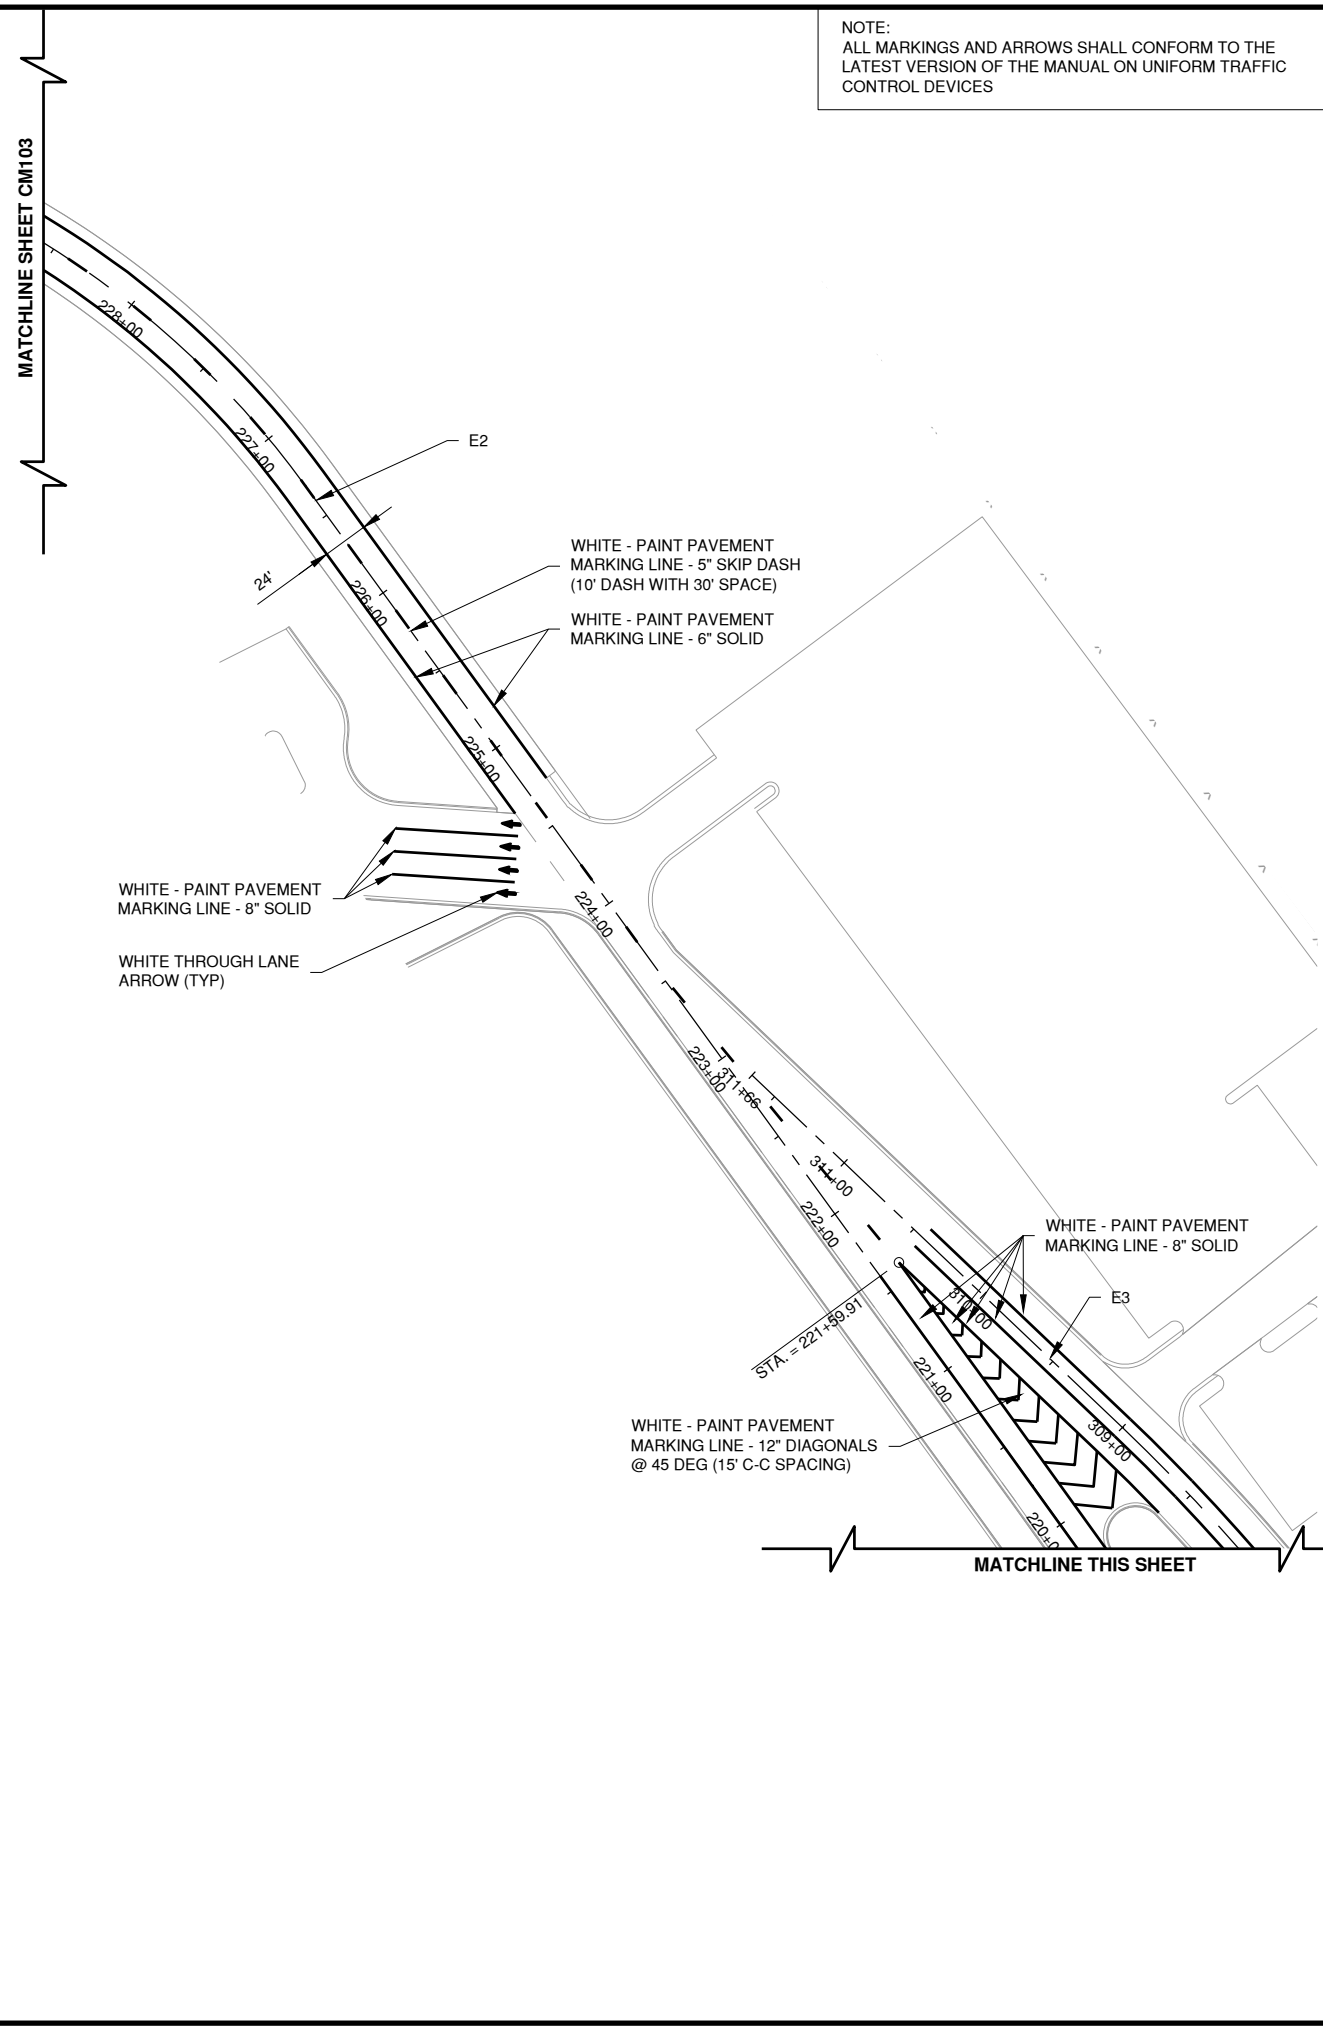 NOTE:
ALL MARKINGS AND ARROWS SHALL CONFORM TO THE
LATEST VERSION OF THE MANUAL ON UNIFORM TRAFFIC
CONTROL DEVICES
MATCHLINE SHEET CM103
228+00
227+00
E2
24'
226+00
WHITE - PAINT PAVEMENT
MARKING LINE - 5" SKIP DASH
(10' DASH WITH 30' SPACE)
WHITE - PAINT PAVEMENT
MARKING LINE - 6" SOLID
225+00
WHITE - PAINT PAVEMENT
MARKING LINE - 8" SOLID
224+00
WHITE THROUGH LANE
ARROW (TYP)
223+00
311+66
311+00
222+00
WHITE - PAINT PAVEMENT
MARKING LINE - 8" SOLID
310+00
E3
STA. = 221+59.91
221+00
WHITE - PAINT PAVEMENT
MARKING LINE - 12" DIAGONALS
@ 45 DEG (15' C-C SPACING)
309+00
220+0
MATCHLINE THIS SHEET